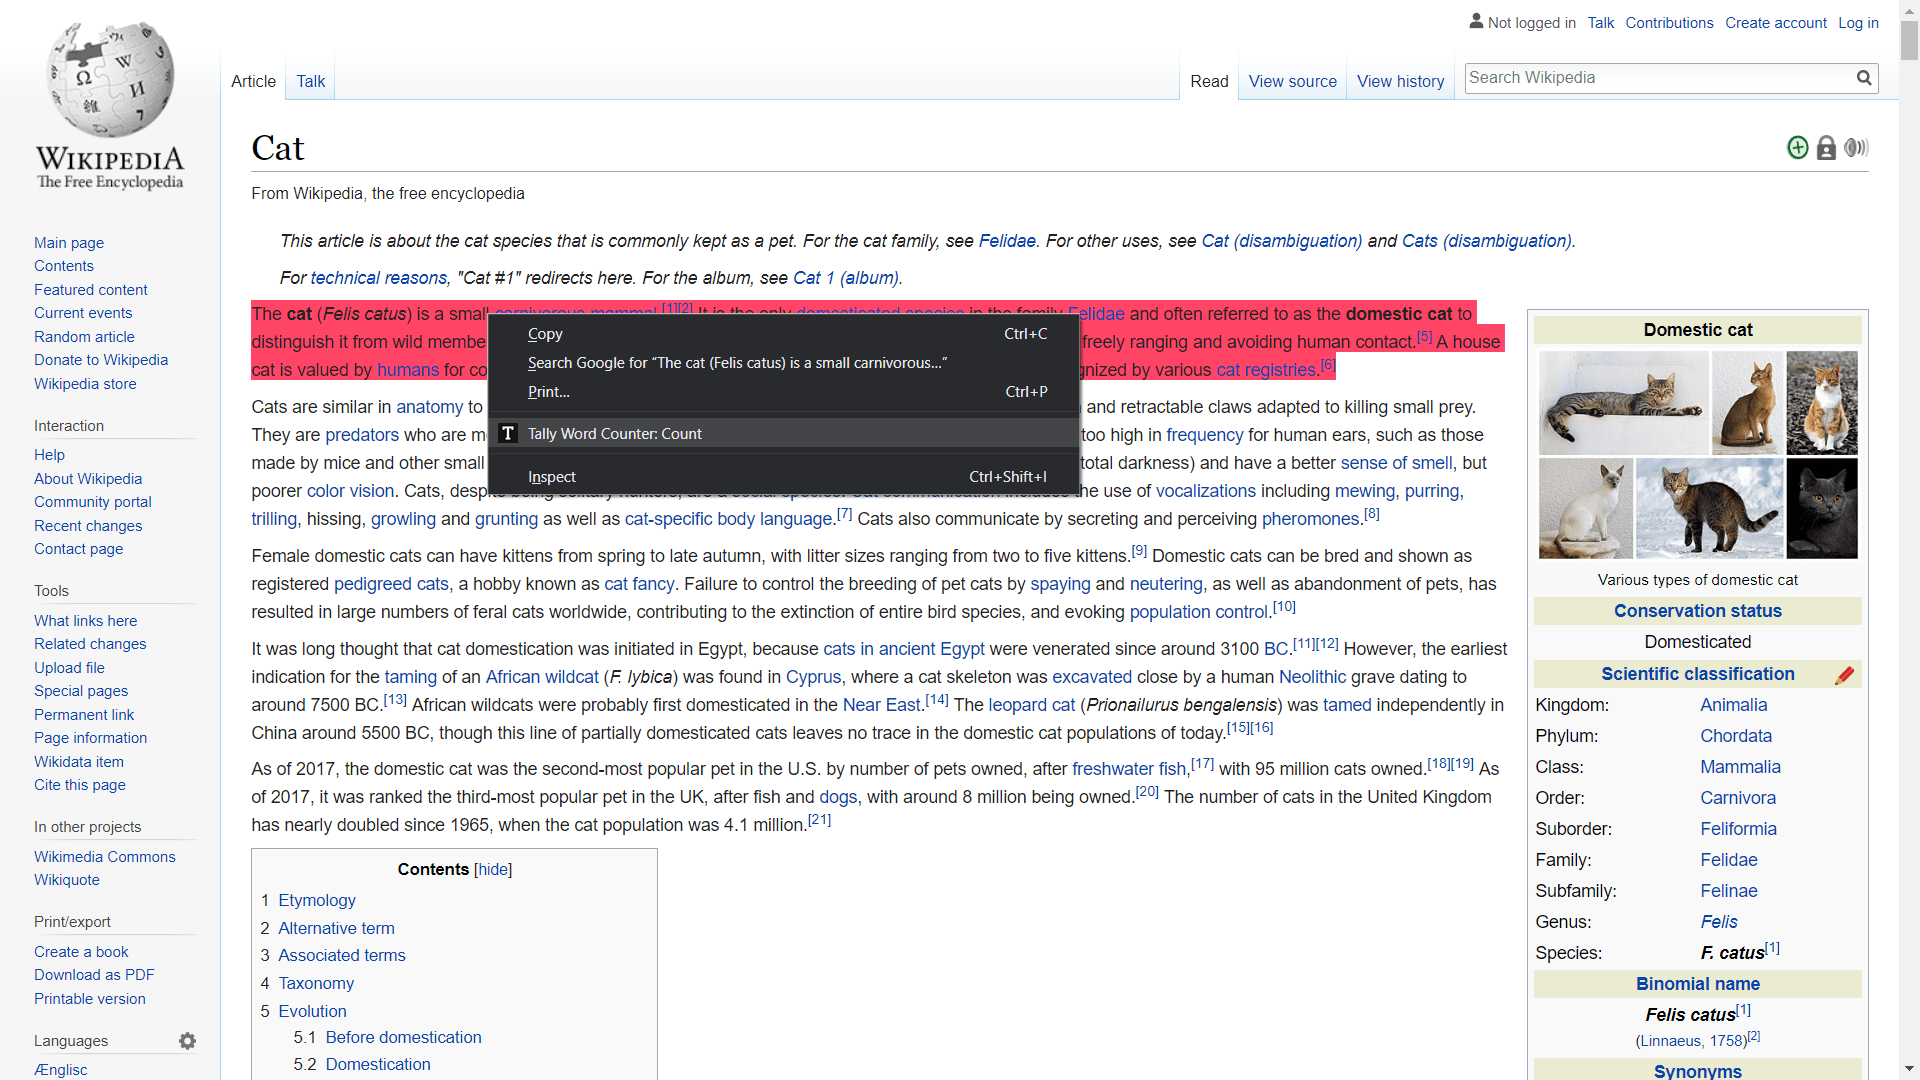 Not logged in Talk Contributions Create account Log in
Article Talk Read View source View history Search Wikipedia
WIKIPEDIA
The Free Encyclopedia
Main page
Contents
Featured content
Current events
Random article
Donate to Wikipedia
Wikipedia store
Interaction
Help
About Wikipedia
Community portal
Recent changes
Contact page
Tools
What links here
Related changes
Upload file
Special pages
Permanent link
Page information
Wikidata item
Cite this page
In other projects
Wikimedia Commons
Wikiquote
Print/export
Create a book
Download as PDF
Printable version
Languages
Ænglisc
Cat
From Wikipedia, the free encyclopedia
This article is about the cat species that is commonly kept as a pet. For the cat family, see Felidae. For other uses, see Cat (disambiguation) and Cats (disambiguation).
For technical reasons, "Cat #1" redirects here. For the album, see Cat 1 (album).
The cat (Felis catus) is a small carnivorous mammal.[1][2] It is the only domesticated species in the family Felidae and often referred to as the domestic cat to
distinguish it from wild membe freely ranging and avoiding human contact.[5] A house
cat is valued by humans for co gnized by various cat registries.[6]
Copy Ctrl+C
Search Google for “The cat (Felis catus) is a small carnivorous…”
Print... Ctrl+P
T Tally Word Counter: Count
Inspect Ctrl+Shift+I
Cats are similar in anatomy to and retractable claws adapted to killing small prey.
They are predators who are m too high in frequency for human ears, such as those
made by mice and other small total darkness) and have a better sense of smell, but
poorer color vision. Cats, despite being solitary hunters, are a social species. Cat communication includes the use of vocalizations including mewing, purring,
trilling, hissing, growling and grunting as well as cat-specific body language.[7] Cats also communicate by secreting and perceiving pheromones.[8]
Female domestic cats can have kittens from spring to late autumn, with litter sizes ranging from two to five kittens.[9] Domestic cats can be bred and shown as
registered pedigreed cats, a hobby known as cat fancy. Failure to control the breeding of pet cats by spaying and neutering, as well as abandonment of pets, has
resulted in large numbers of feral cats worldwide, contributing to the extinction of entire bird species, and evoking population control.[10]
It was long thought that cat domestication was initiated in Egypt, because cats in ancient Egypt were venerated since around 3100 BC.[11][12] However, the earliest
indication for the taming of an African wildcat (F. lybica) was found in Cyprus, where a cat skeleton was excavated close by a human Neolithic grave dating to
around 7500 BC.[13] African wildcats were probably first domesticated in the Near East.[14] The leopard cat (Prionailurus bengalensis) was tamed independently in
China around 5500 BC, though this line of partially domesticated cats leaves no trace in the domestic cat populations of today.[15][16]
As of 2017, the domestic cat was the second-most popular pet in the U.S. by number of pets owned, after freshwater fish,[17] with 95 million cats owned.[18][19] As
of 2017, it was ranked the third-most popular pet in the UK, after fish and dogs, with around 8 million being owned.[20] The number of cats in the United Kingdom
has nearly doubled since 1965, when the cat population was 4.1 million.[21]
Contents [hide]
1 Etymology
2 Alternative term
3 Associated terms
4 Taxonomy
5 Evolution
5.1 Before domestication
5.2 Domestication
Domestic cat
Various types of domestic cat
Conservation status
Domesticated
Scientific classification
Kingdom: Animalia
Phylum: Chordata
Class: Mammalia
Order: Carnivora
Suborder: Feliformia
Family: Felidae
Subfamily: Felinae
Genus: Felis
Species: F. catus[1]
Binomial name
Felis catus[1]
(Linnaeus, 1758)[2]
Synonyms